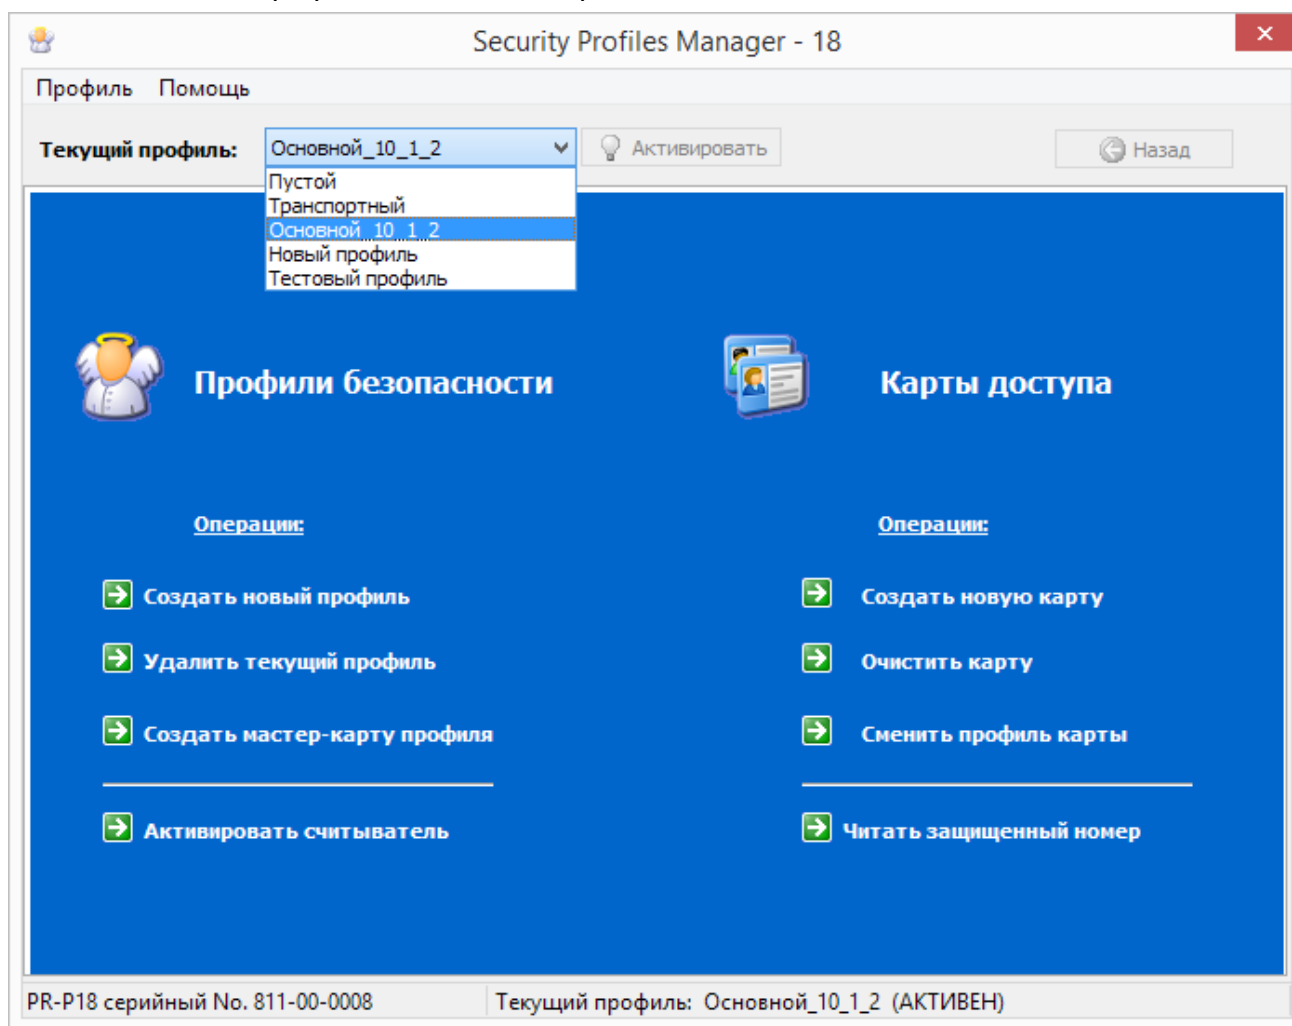 Security Profiles Manager - 18
Профиль Помощь
Текущий профиль: Основной_10_1_2 Активировать Назад
Пустой
Транспортный
Основной_10_1_2
Новый профиль
Тестовый профиль
Профили безопасности Карты доступа
Операции: Операции:
Создать новый профиль Создать новую карту
Удалить текущий профиль Очистить карту
Создать мастер-карту профиля Сменить профиль карты
Активировать считыватель Читать защищенный номер
PR-P18 серийный No. 811-00-0008 Текущий профиль: Основной_10_1_2 (АКТИВЕН)